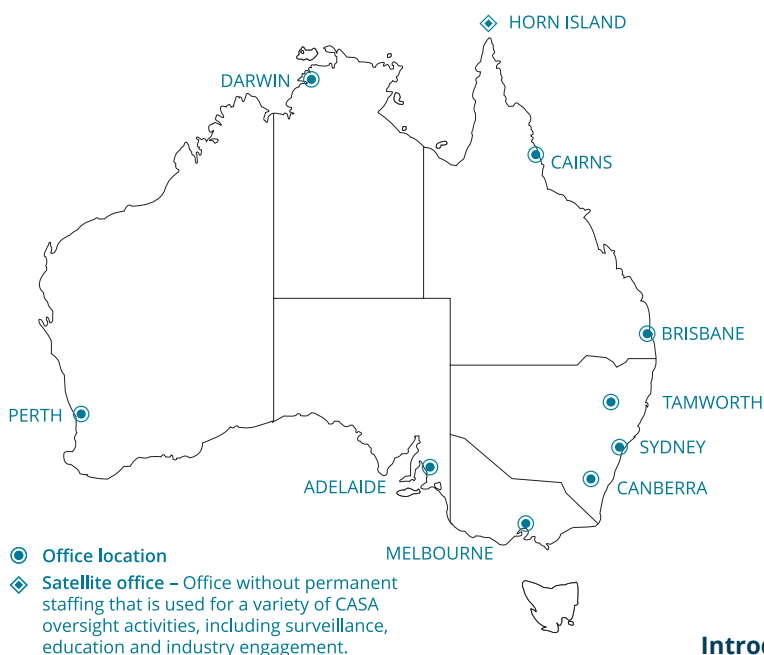 HORN ISLAND
DARWIN
CAIRNS
BRISBANE
PERTH
TAMWORTH
SYDNEY
ADELAIDE
CANBERRA
MELBOURNE
Office location
Satellite office – Office without permanent
staffing that is used for a variety of CASA
oversight activities, including surveillance,
education and industry engagement.